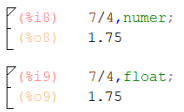 (%i8) 7/4,numer;
(%o8) 1.75
(%i9) 7/4,float;
(%o9) 1.75